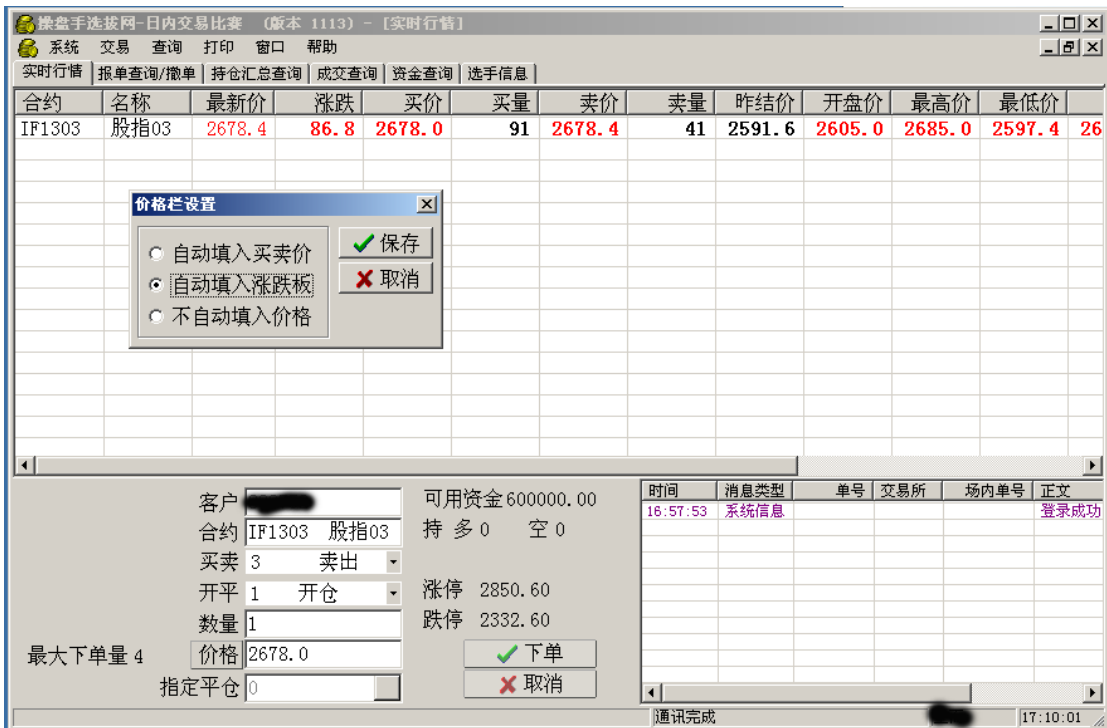 操盘手选拔网-日内交易比赛 （版本 1113）- [实时行情]
系统 交易 查询 打印 窗口 帮助
实时行情 报单查询/撤单 持仓汇总查询 成交查询 资金查询 选手信息
合约 名称 最新价 涨跌 买价 买量 卖价 卖量 昨结价 开盘价 最高价 最低价
IF1303 股指03 2678.4 86.8 2678.0 91 2678.4 41 2591.6 2605.0 2685.0 2597.4 26
价格栏设置
自动填入买卖价
自动填入涨跌板
不自动填入价格
保存
取消
客户
可用资金600000.00
合约 IF1303 股指03
持 多 0 空 0
买卖 3 卖出
开平 1 开仓
涨停 2850.60
数量 1
跌停 2332.60
最大下单量 4
价格 2678.0
下单
指定平仓 0
取消
时间 消息类型 单号 交易所 场内单号 正文
16:57:53 系统信息 登录成功
通讯完成
17:10:01